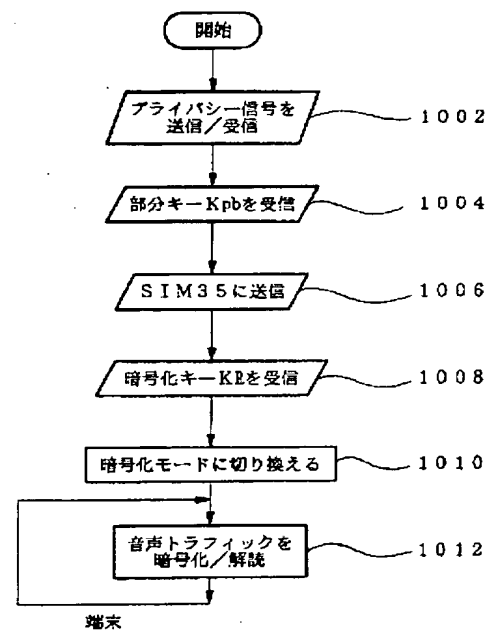 開始
プライバシー信号を
送信／受信
1002
部分キーKpbを受信
1004
SIM35に送信
1006
暗号化キーKRを受信
1008
暗号化モードに切り換える
1010
音声トラフィックを
暗号化／解読
1012
端末